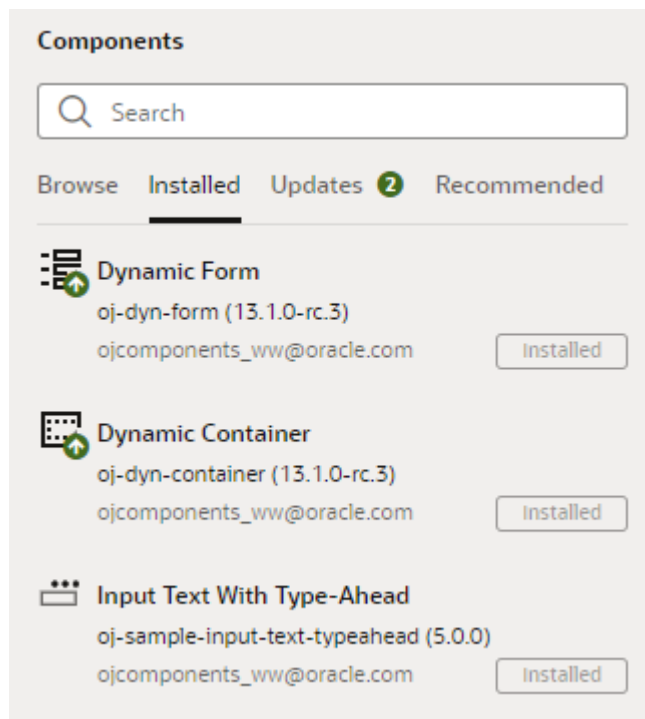 Components
Search
Browse Installed Updates 2 Recommended
Dynamic Form
oj-dyn-form (13.1.0-rc.3)
ojcomponents_ww@oracle.com Installed
Dynamic Container
oj-dyn-container (13.1.0-rc.3)
ojcomponents_ww@oracle.com Installed
Input Text With Type-Ahead
oj-sample-input-text-typeahead (5.0.0)
ojcomponents_ww@oracle.com Installed